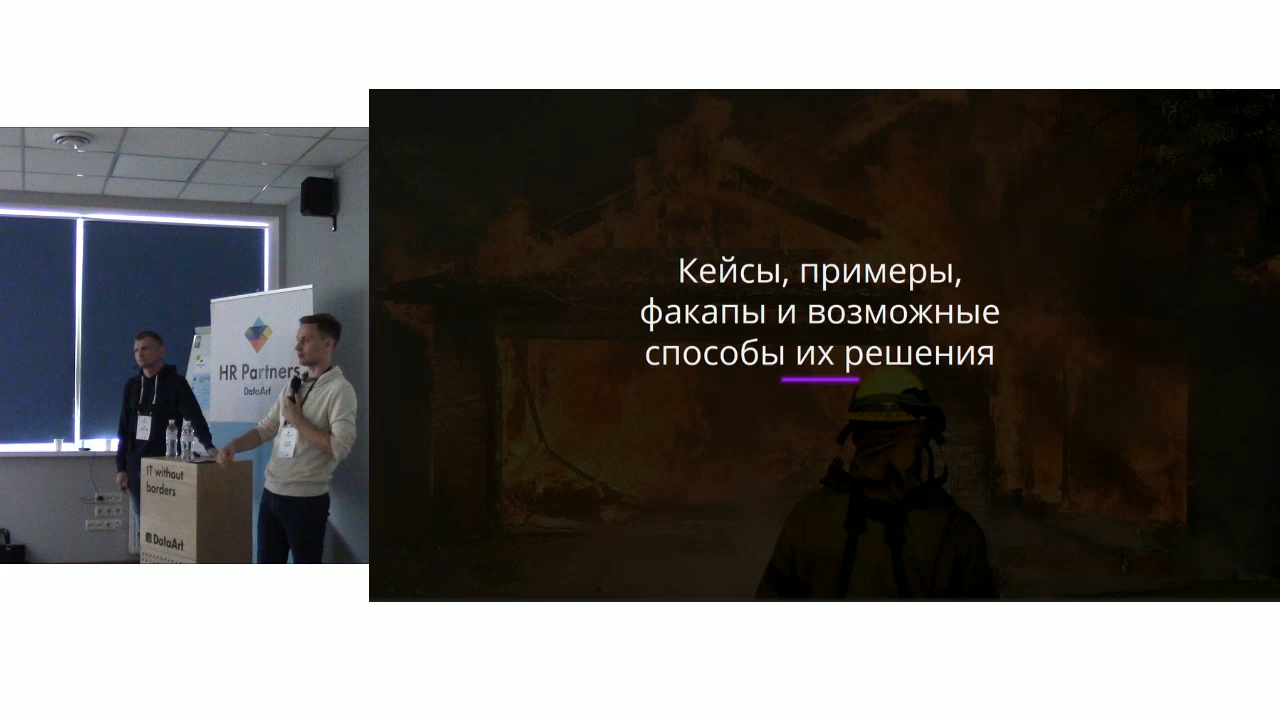 HR Partners
DataArt
IT without
borders
DataArt
Кейсы, примеры,
факапы и возможные
способы их решения